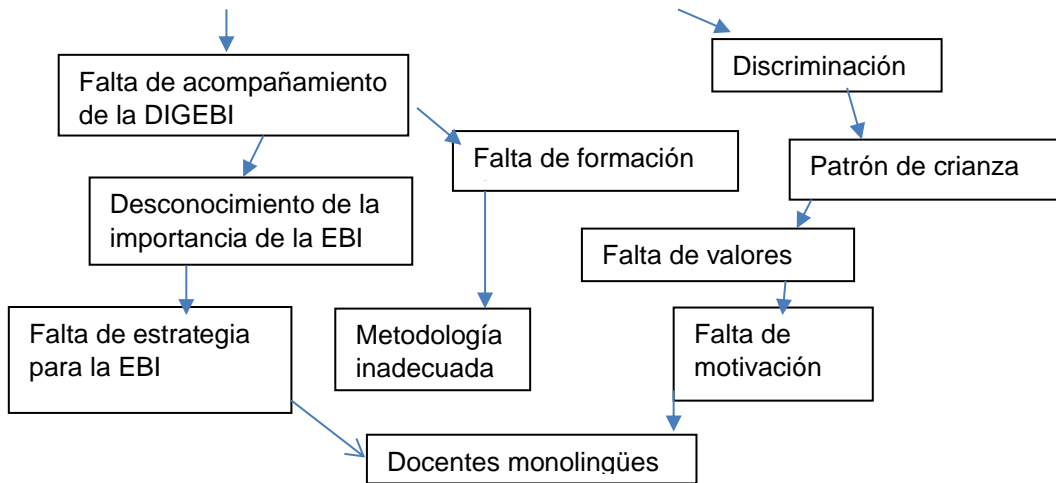 Falta de acompañamiento
de la DIGEBI
Discriminación
Falta de formación
Patrón de crianza
Desconocimiento de la
importancia de la EBI
Falta de valores
Falta de estrategia
para la EBI
Metodología
inadecuada
Falta de
motivación
Docentes monolingües